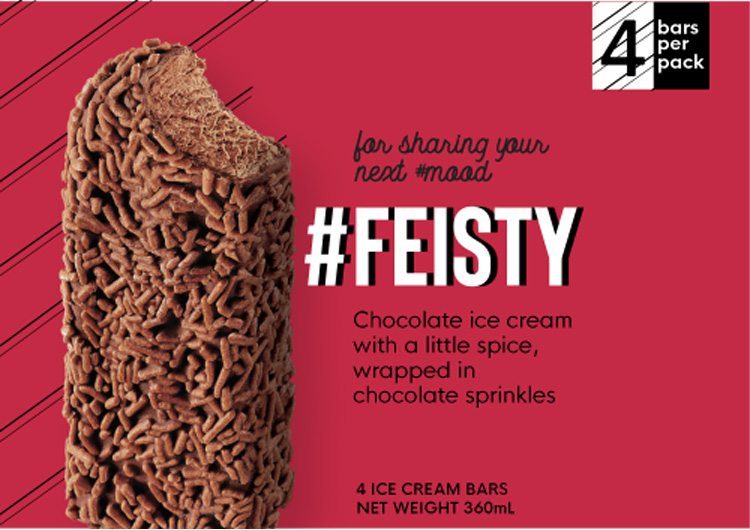 4 bars
per
pack
for sharing your
next #mood
#FEISTY
Chocolate ice cream
with a little spice,
wrapped in
chocolate sprinkles
4 ICE CREAM BARS
NET WEIGHT 360mL